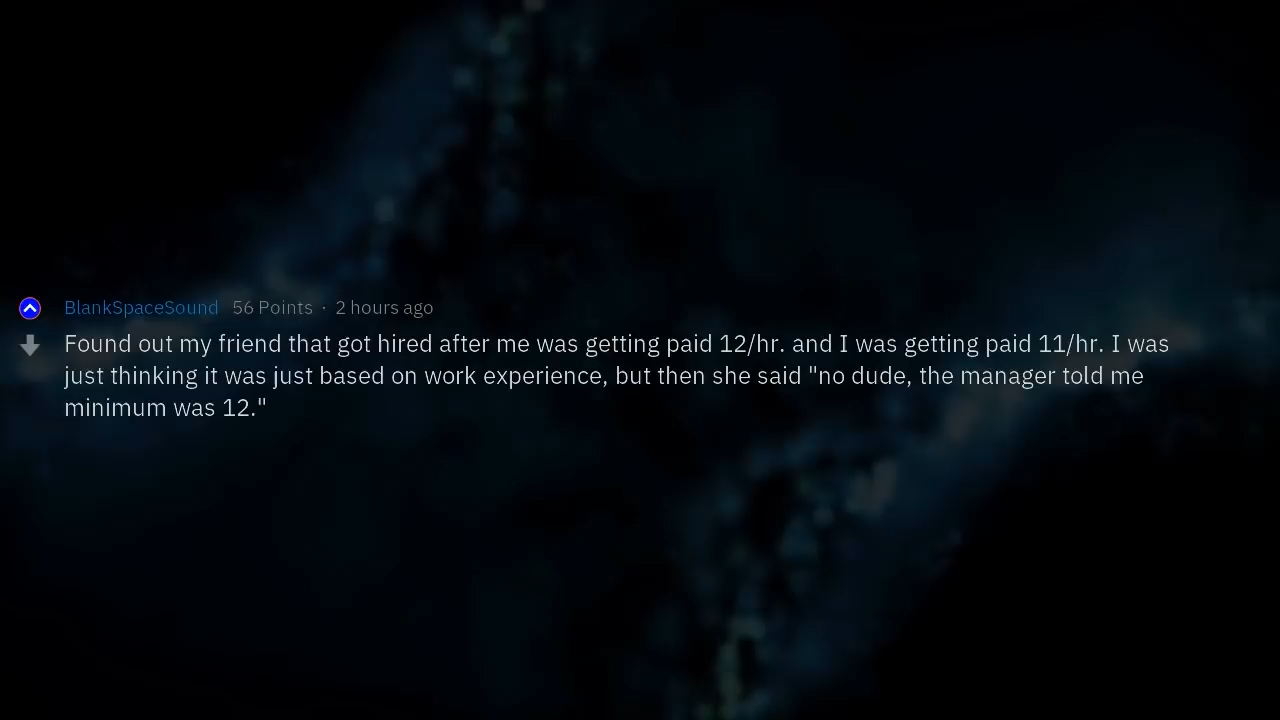 BlankSpaceSound 56 Points · 2 hours ago
Found out my friend that got hired after me was getting paid 12/hr. and I was getting paid 11/hr. I was
just thinking it was just based on work experience, but then she said "no dude, the manager told me
minimum was 12."